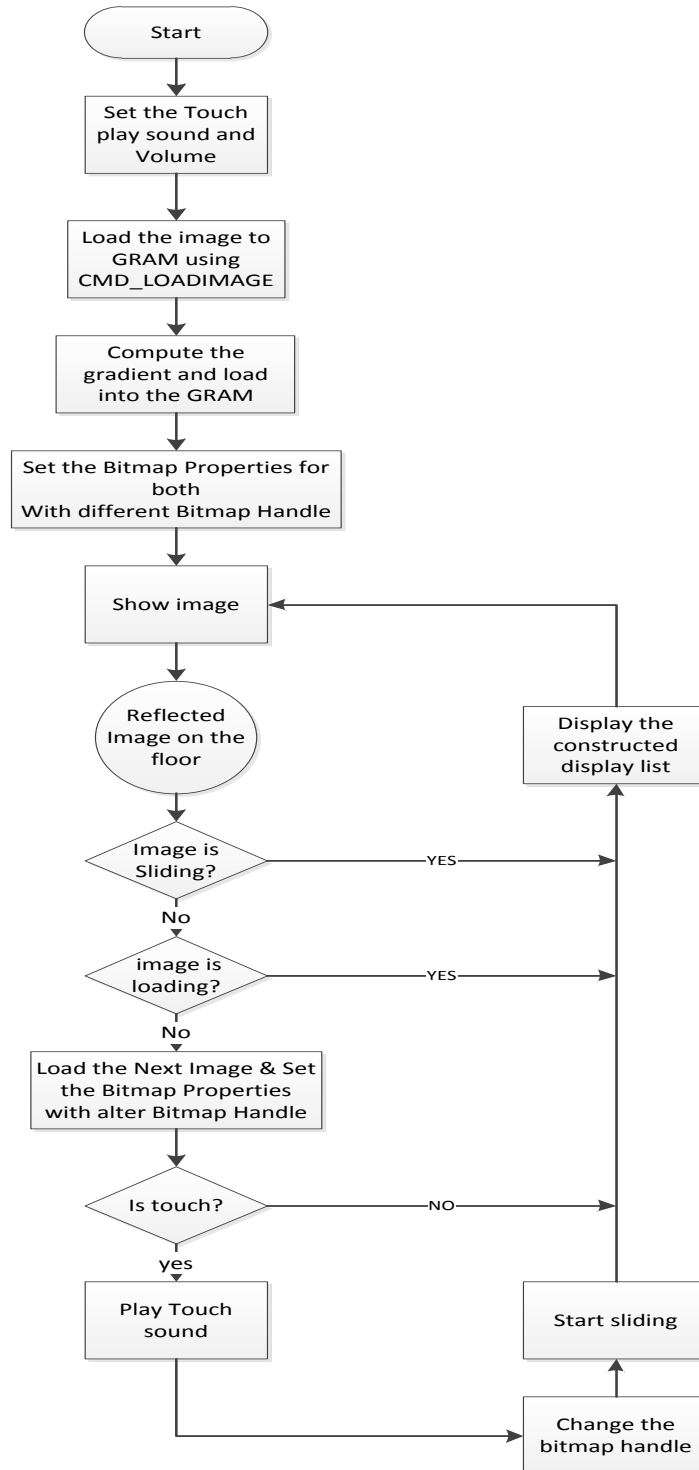 Start
Set the Touch
play sound and
Volume
Load the image to
GRAM using
CMD_LOADIMAGE
Compute the
gradient and load
into the GRAM
Set the Bitmap Properties for
both
With different Bitmap Handle
Show image
Reflected
Image on the
floor
Display the
constructed
display list
Image is
Sliding?
YES
No
image is
loading?
YES
No
Load the Next Image & Set
the Bitmap Properties
with alter Bitmap Handle
Is touch?
NO
yes
Play Touch
sound
Start sliding
Change the
bitmap handle